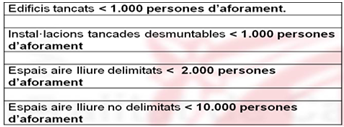 Edificis tancats < 1.000 persones d’aforament.
Instal·lacions tancades desmuntables < 1.000 persones
d’aforament
Espais aire lliure delimitats < 2.000 persones
d’aforament
Espais aire lliure no delimitats < 10.000 persones
d’aforament